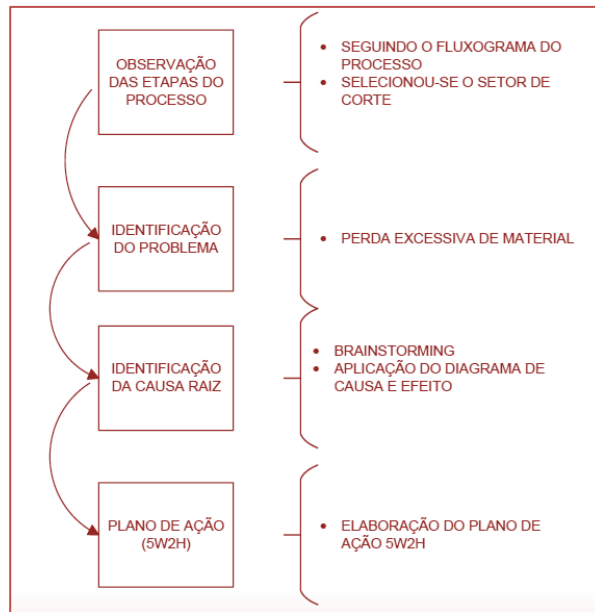 OBSERVAÇÃO
DAS ETAPAS DO
PROCESSO
• SEGUINDO O FLUXOGRAMA DO
PROCESSO
• SELECIONOU-SE O SETOR DE
CORTE
IDENTIFICAÇÃO
DO PROBLEMA
• PERDA EXCESSIVA DE MATERIAL
IDENTIFICAÇÃO
DA CAUSA RAIZ
• BRAINSTORMING
• APLICAÇÃO DO DIAGRAMA DE
CAUSA E EFEITO
PLANO DE AÇÃO
(5W2H)
• ELABORAÇÃO DO PLANO DE
AÇÃO 5W2H